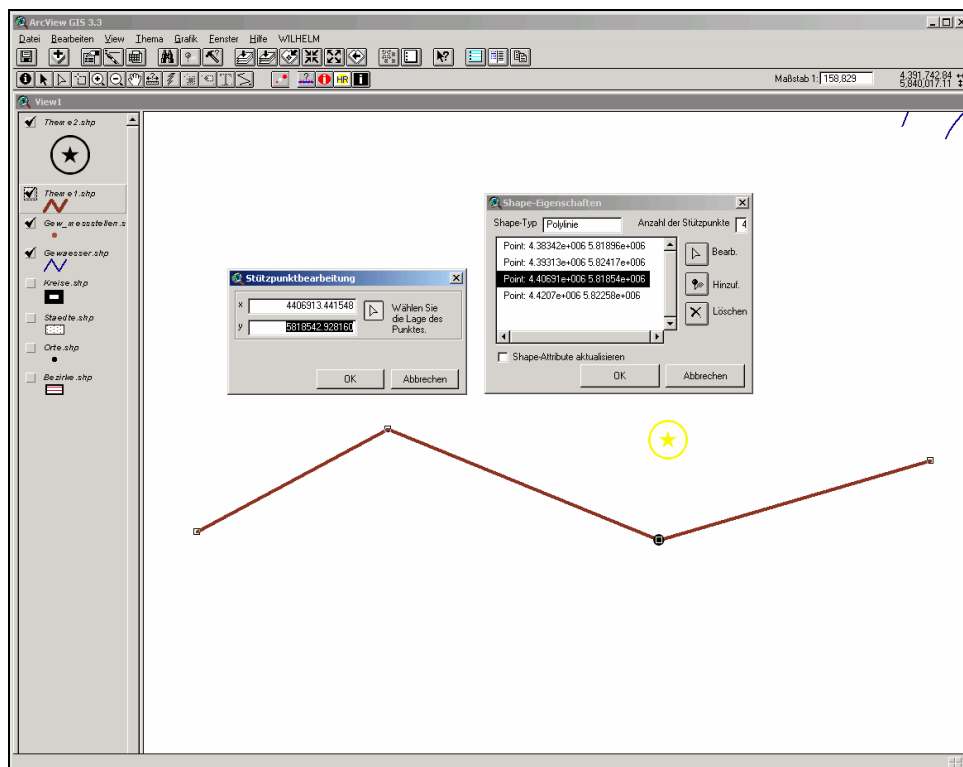 ArcView GIS 3.3
Datei Bearbeiten View Thema Grafik Fenster Hilfe WILHELM
Maßstab 1: 158,829
4,391,742.84
5,840,017.11
View1
Theme2.shp
Theme1.shp
Gew_messstellen.s
Gewaesser.shp
Kreise.shp
Staedte.shp
Orte.shp
Bezirke.shp
Stützpunktbearbeitung
x 4406913.441548
y 5818542.928160
Wählen Sie
die Lage des
Punktes.
OK Abbrechen
Shape-Eigenschaften
Shape-Typ Polylinie Anzahl der Stützpunkte 4
Point: 4.38342e+006 5.81896e+006
Point: 4.39313e+006 5.82417e+006
Point: 4.40691e+006 5.81854e+006
Point: 4.4207e+006 5.82258e+006
Bearb.
Hinzuf.
Löschen
Shape-Attribute aktualisieren
OK Abbrechen
HR